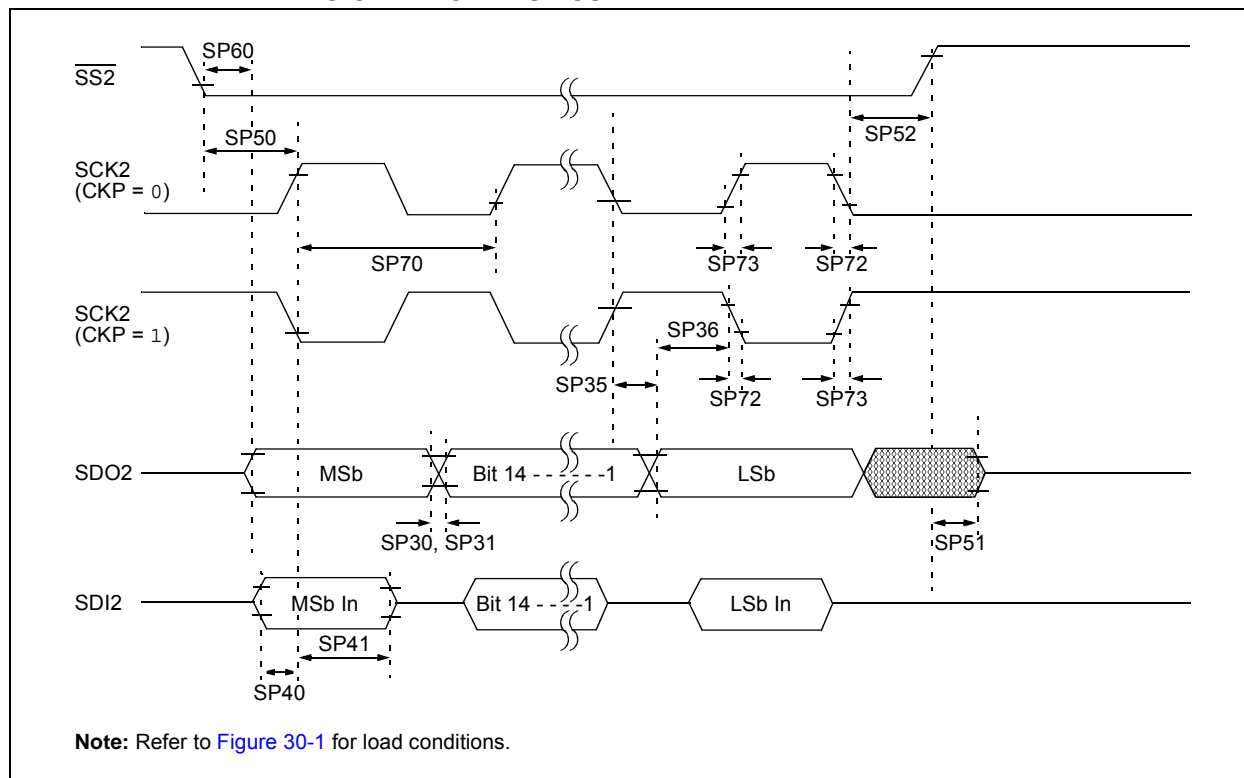 SP60
SS2
SP50
SP52
SCK2
(CKP = 0)
SP70
SP73
SP72
SCK2
(CKP = 1)
SP36
SP35
SP72
SP73
SDO2
MSb
Bit 14 - - - - - -1
LSb
SP30, SP31
SP51
SDI2
MSb In
Bit 14 - - - -1
LSb In
SP41
SP40
Note: Refer to Figure 30-1 for load conditions.